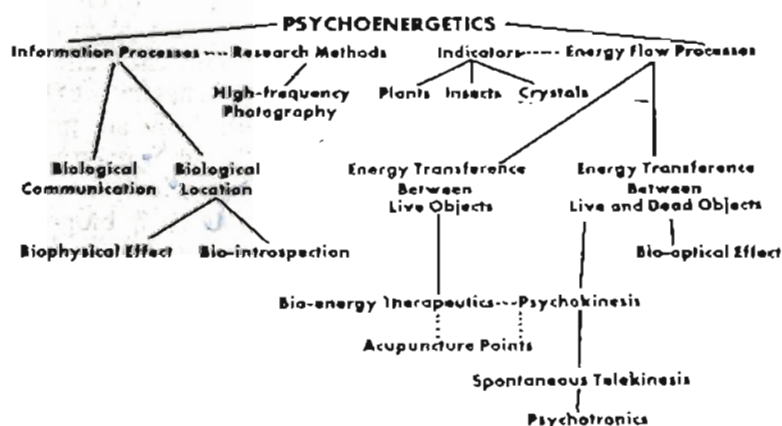 PSYCHOENERGETICS
Information Processes
Research Methods
Indicators
Energy Flow Processes
High-frequency
Photography
Plants
Insects
Crystals
Biological
Communication
Biological
Location
Energy Transference
Between
Live Objects
Energy Transference
Between
Live and Dead Objects
Biophysical Effect
Bio-introspection
Bio-optical Effect
Bio-energy Therapeutics
Psychokinesis
Acupuncture Points
Spontaneous Telekinesis
Psychotronics